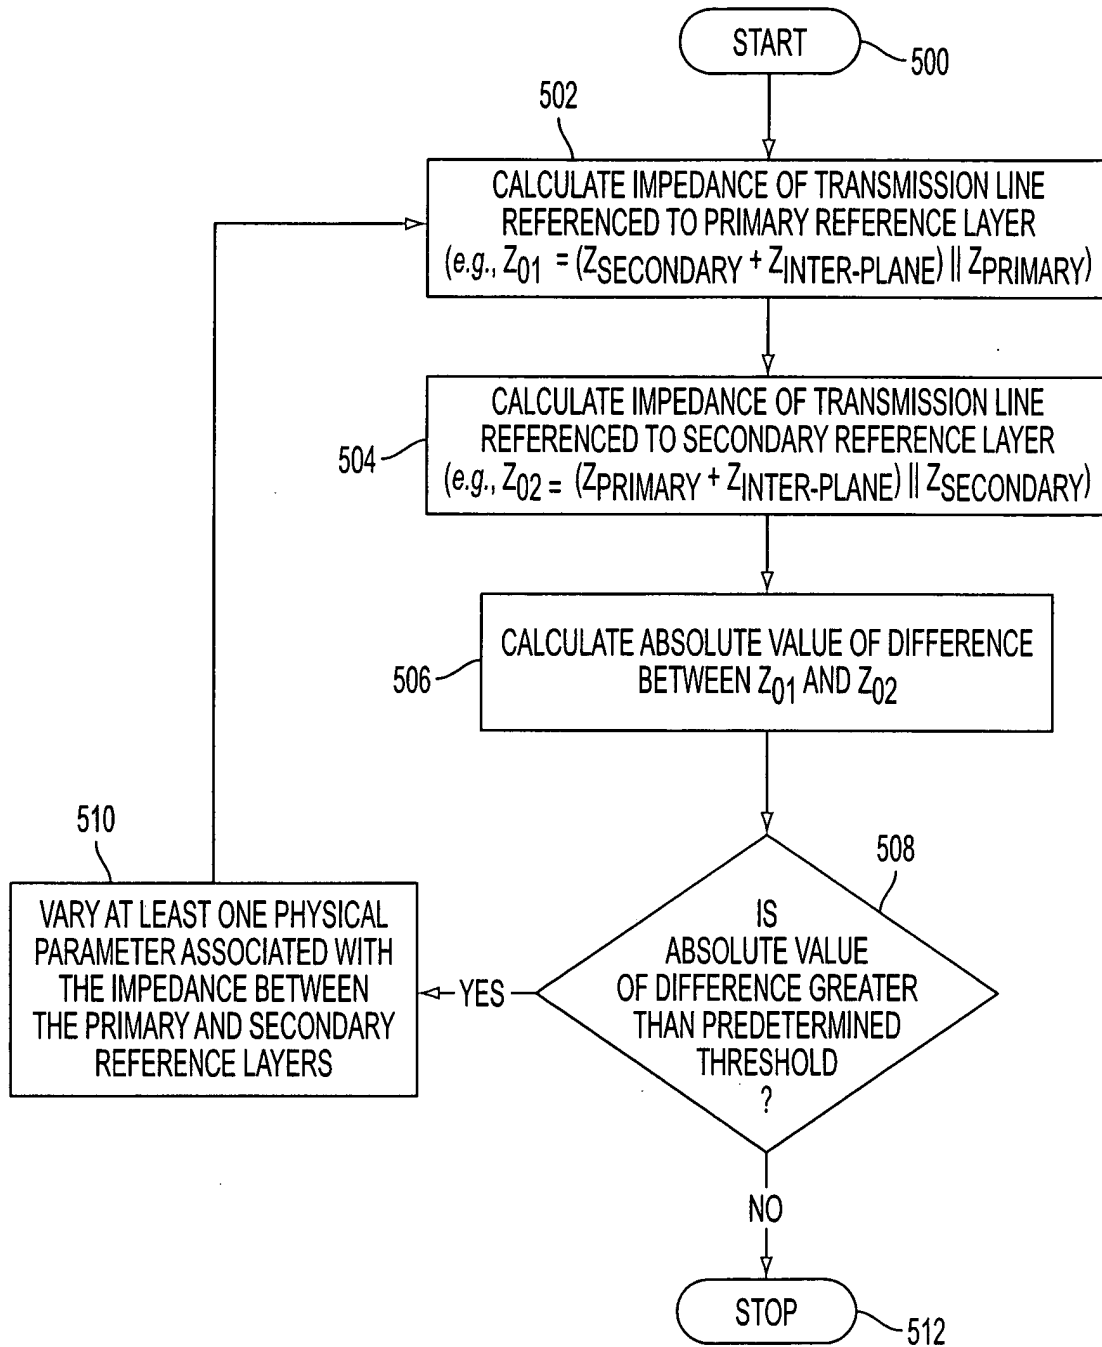 START
500
502
CALCULATE IMPEDANCE OF TRANSMISSION LINE
REFERENCED TO PRIMARY REFERENCE LAYER
(e.g., Z01 = (ZSECONDARY + ZINTER-PLANE) || ZPRIMARY)
504
CALCULATE IMPEDANCE OF TRANSMISSION LINE
REFERENCED TO SECONDARY REFERENCE LAYER
(e.g., Z02 = (ZPRIMARY + ZINTER-PLANE) || ZSECONDARY)
506
CALCULATE ABSOLUTE VALUE OF DIFFERENCE
BETWEEN Z01 AND Z02
508
IS
ABSOLUTE VALUE
OF DIFFERENCE GREATER
THAN PREDETERMINED
THRESHOLD
?
YES
510
VARY AT LEAST ONE PHYSICAL
PARAMETER ASSOCIATED WITH
THE IMPEDANCE BETWEEN
THE PRIMARY AND SECONDARY
REFERENCE LAYERS
NO
STOP
512